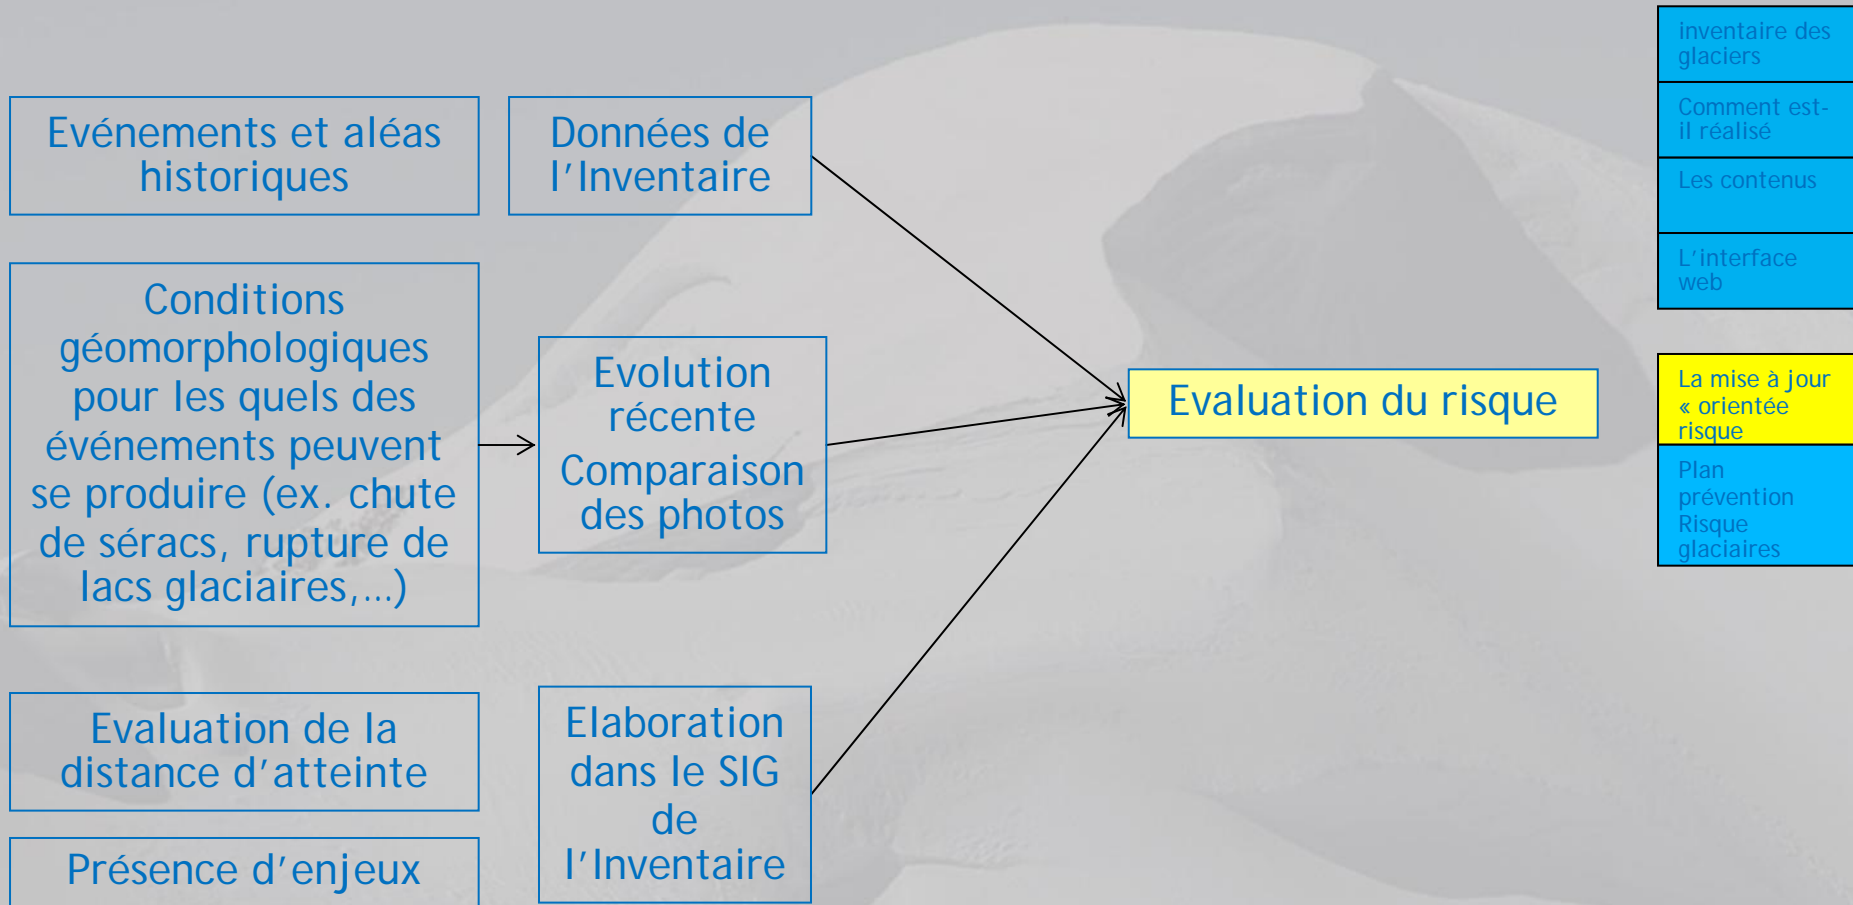 Evénements et aléas
historiques
Données de
l'Inventaire
Conditions
géomorphologiques
pour les quels des
événements peuvent
se produire (ex. chute
de séracs, rupture de
lacs glaciaires,...)
Evolution
récente
Comparaison
des photos
Evaluation du risque
Evaluation de la
distance d'atteinte
Présence d'enjeux
Elaboration
dans le SIG
de
l'Inventaire
inventaire des
glaciers
Comment est-
il réalisé
Les contenus
L'interface
web
La mise à jour
« orientée
risque
Plan
prévention
Risque
glaciaires